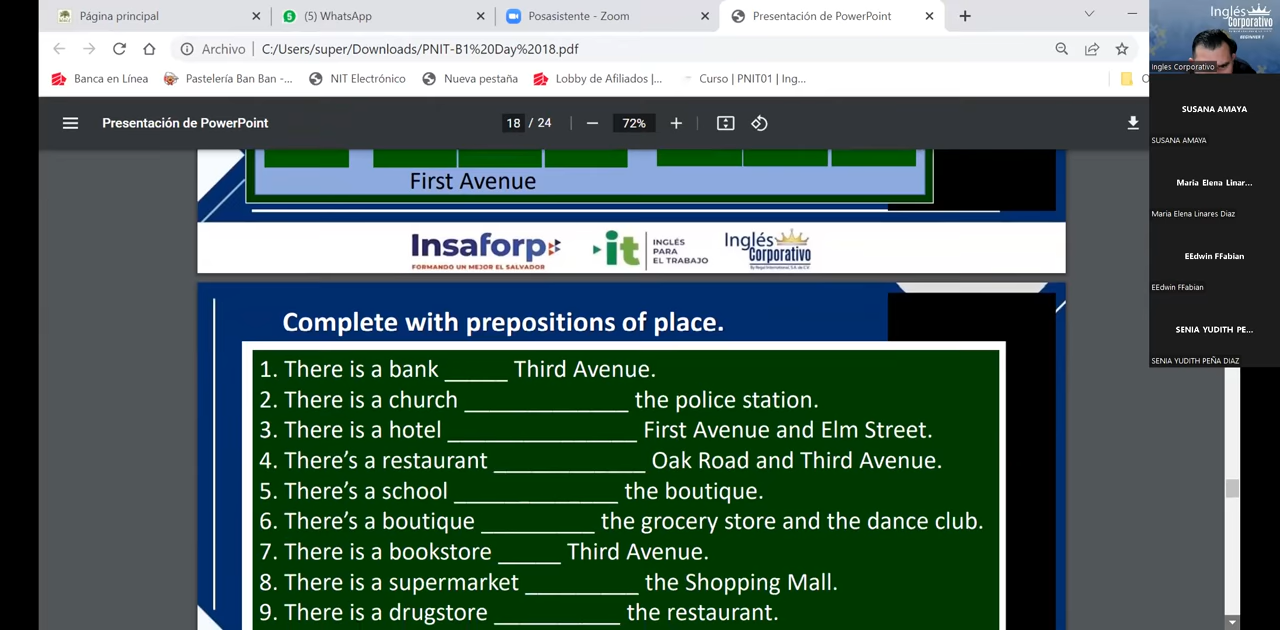 Página principal
(5) WhatsApp
Posasistente - Zoom
Presentación de PowerPoint
Archivo | C:/Users/super/Downloads/PNIT-B1%20Day%2018.pdf
Banca en Línea
Pastelería Ban Ban -...
NIT Electrónico
Nueva pestaña
Lobby de Afiliados |...
Curso | PNIT01 | Ing...
Presentación de PowerPoint
18 / 24
72%
First Avenue
Insaforp
FORMANDO UN MEJOR EL SALVADOR
it
INGLÉS
PARA
EL TRABAJO
Inglés
Corporativo
Complete with prepositions of place.
1. There is a bank _____ Third Avenue.
2. There is a church _____________ the police station.
3. There is a hotel _______________ First Avenue and Elm Street.
4. There’s a restaurant ____________ Oak Road and Third Avenue.
5. There’s a school _____________ the boutique.
6. There’s a boutique _________ the grocery store and the dance club.
7. There is a bookstore _____ Third Avenue.
8. There is a supermarket _________ the Shopping Mall.
9. There is a drugstore __________ the restaurant.
Inglés
Corporativo
BEGINNER 1
Ingles Corporativo
SUSANA AMAYA
SUSANA AMAYA
Maria Elena Linar...
Maria Elena Linares Diaz
EEdwin FFabian
EEdwin FFabian
SENIA YUDITH PE...
SENIA YUDITH PEÑA DIAZ